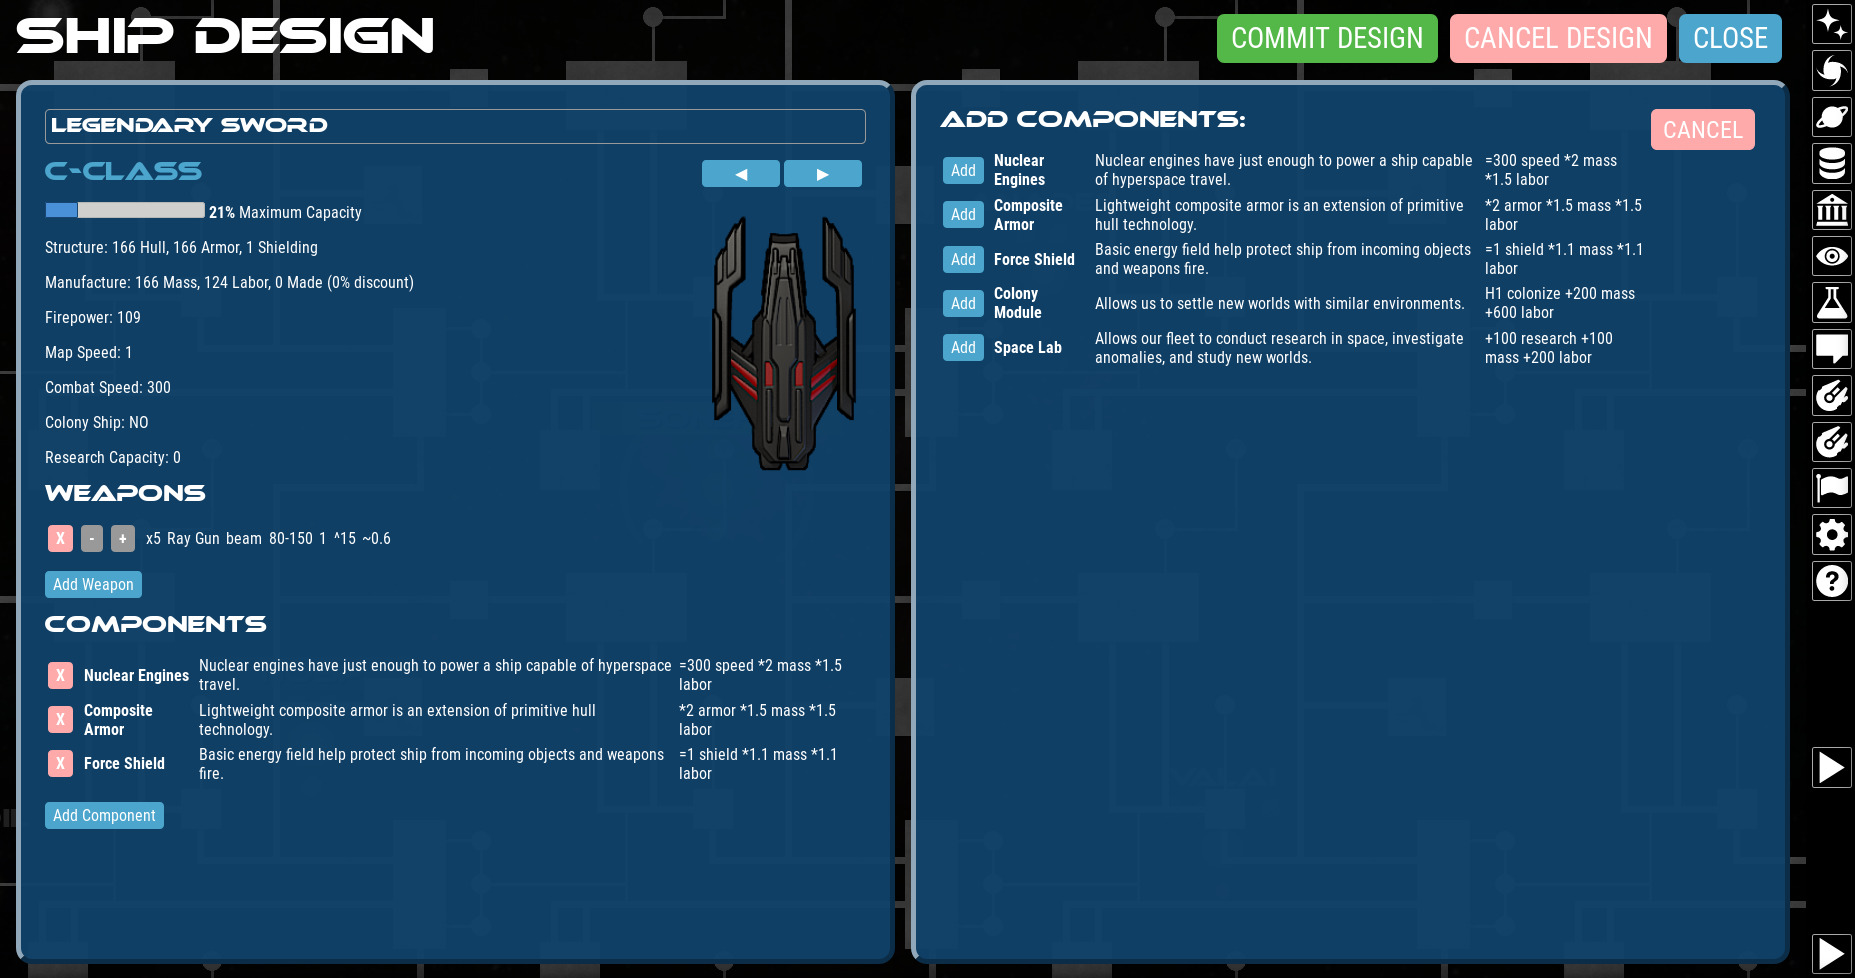 SHIP DESIGN
COMMIT DESIGN
CANCEL DESIGN
CLOSE
LEGENDARY SWORD
C-CLASS
21% Maximum Capacity
Structure: 166 Hull, 166 Armor, 1 Shielding
Manufacture: 166 Mass, 124 Labor, 0 Made (0% discount)
Firepower: 109
Map Speed: 1
Combat Speed: 300
Colony Ship: NO
Research Capacity: 0
WEAPONS
X - + x5 Ray Gun beam 80-150 1 ^15 ~0.6
Add Weapon
COMPONENTS
X Nuclear Engines Nuclear engines have just enough to power a ship capable of hyperspace =300 speed *2 mass *1.5
travel. labor
Composite Lightweight composite armor is an extension of primitive hull *2 armor *1.5 mass *1.5
X Armor technology. labor
X Force Shield Basic energy field help protect ship from incoming objects and weapons =1 shield *1.1 mass *1.1
fire. labor
Add Component
ADD COMPONENTS:
CANCEL
Add Nuclear Nuclear engines have just enough to power a ship capable =300 speed *2 mass
Engines of hyperspace travel. *1.5 labor
Add Composite Lightweight composite armor is an extension of primitive *2 armor *1.5 mass *1.5
Armor hull technology. labor
Add Force Shield Basic energy field help protect ship from incoming objects =1 shield *1.1 mass *1.1
and weapons fire. labor
Add Colony Allows us to settle new worlds with similar environments. H1 colonize +200 mass
Module +600 labor
Add Space Lab Allows our fleet to conduct research in space, investigate +100 research +100
anomalies, and study new worlds. mass +200 labor